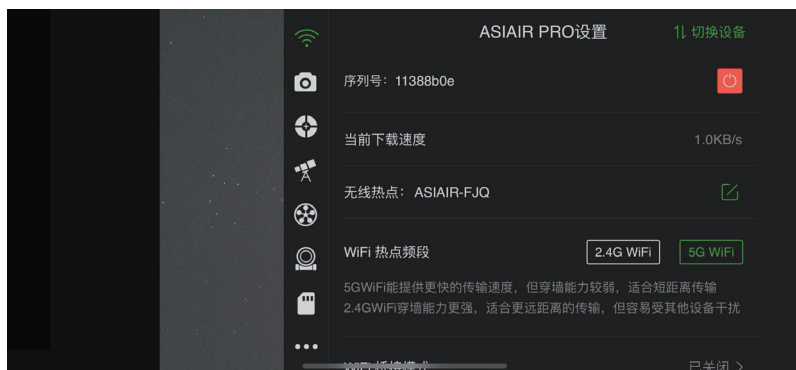 ASIAIR PRO设置
切换设备
序列号：11388b0e
当前下载速度
1.0KB/s
无线热点：ASIAIR-FJQ
WiFi 热点频段
2.4G WiFi
5G WiFi
5GWiFi能提供更快的传输速度，但穿墙能力较弱，适合短距离传输
2.4GWiFi穿墙能力更强，适合更远距离的传输，但容易受其他设备干扰
WiFi 桥接模式
已关闭